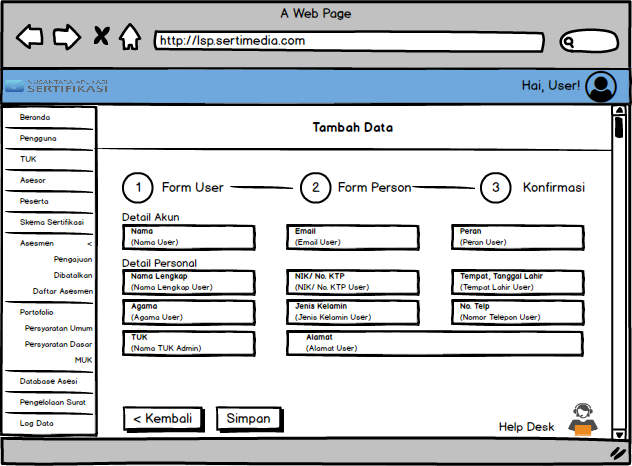 A Web Page
http://lsp.sertimedia.com
NUSANTARA APLIKASI
SERTIFIKASI
Hai, User!
Beranda
Pengguna
TUK
Asesor
Peserta
Skema Sertifikasi
Asesmen <
Pengajuan
Dibatalkan
Daftar Asesmen
Portofolio
Persyaratan Umum
Persyaratan Dasar
MUK
Database Asesi
Pengelolaan Surat
Log Data
Tambah Data
1 Form User 2 Form Person 3 Konfirmasi
Detail Akun
Nama
(Nama User)
Email
(Email User)
Peran
(Peran User)
Detail Personal
Nama Lengkap
(Nama Lengkap User)
NIK/ No. KTP
(NIK/ No. KTP User)
Tempat, Tanggal Lahir
(Tempat Lahir User)
Agama
(Agama User)
Jenis Kelamin
(Jenis Kelamin User)
No. Telp
(Nomor Telepon User)
TUK
(Nama TUK Admin)
Alamat
(Alamat User)
< Kembali Simpan
Help Desk